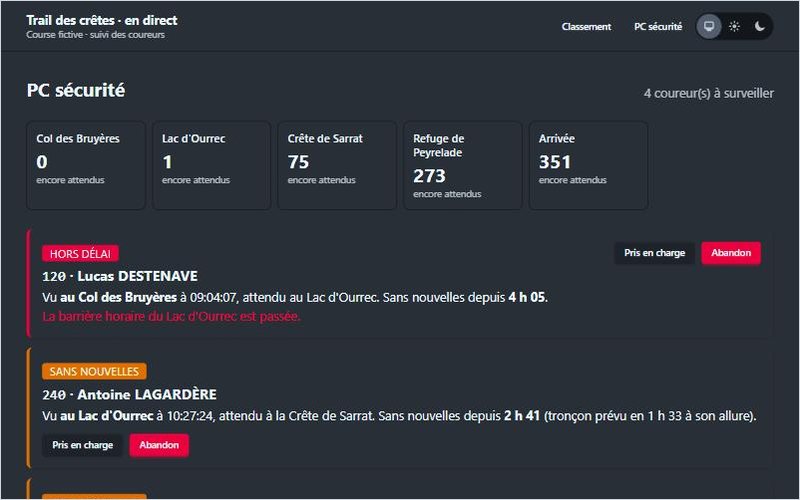 Trail des crêtes · en direct
Course fictive · suivi des coureurs
Classement
PC sécurité
PC sécurité
4 coureur(s) à surveiller
Col des Bruyères
0
encore attendus
Lac d'Ourrec
1
encore attendus
Crête de Sarrat
75
encore attendus
Refuge de
Peyrelade
273
encore attendus
Arrivée
351
encore attendus
HORS DÉLAI
Pris en charge
Abandon
120 · Lucas DESTENAVE
Vu au Col des Bruyères à 09:04:07, attendu au Lac d'Ourrec. Sans nouvelles depuis 4 h 05.
La barrière horaire du Lac d'Ourrec est passée.
SANS NOUVELLES
240 · Antoine LAGARDÈRE
Vu au Lac d'Ourrec à 10:27:24, attendu à la Crête de Sarrat. Sans nouvelles depuis 2 h 41 (tronçon prévu en 1 h 33 à son allure).
Pris en charge
Abandon